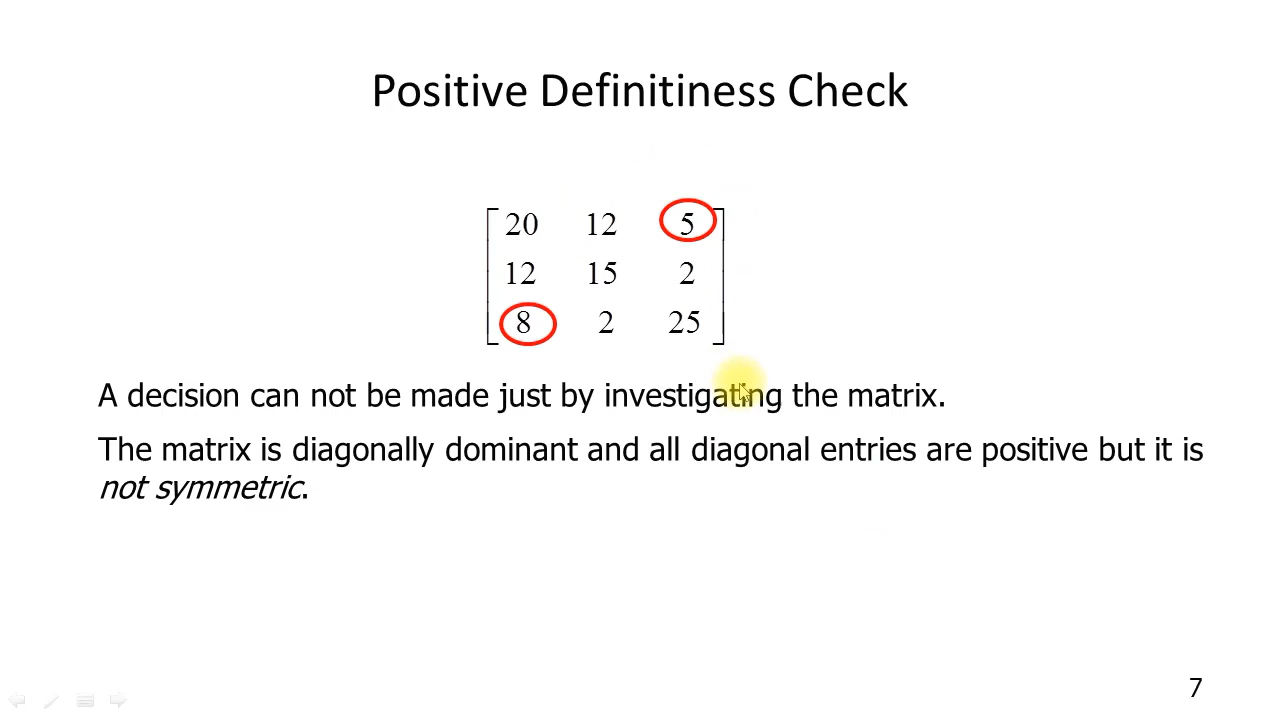 Positive Definitiness Check
20 12 5
12 15 2
8 2 25
A decision can not be made just by investigating the matrix.
The matrix is diagonally dominant and all diagonal entries are positive but it is
not symmetric.
7